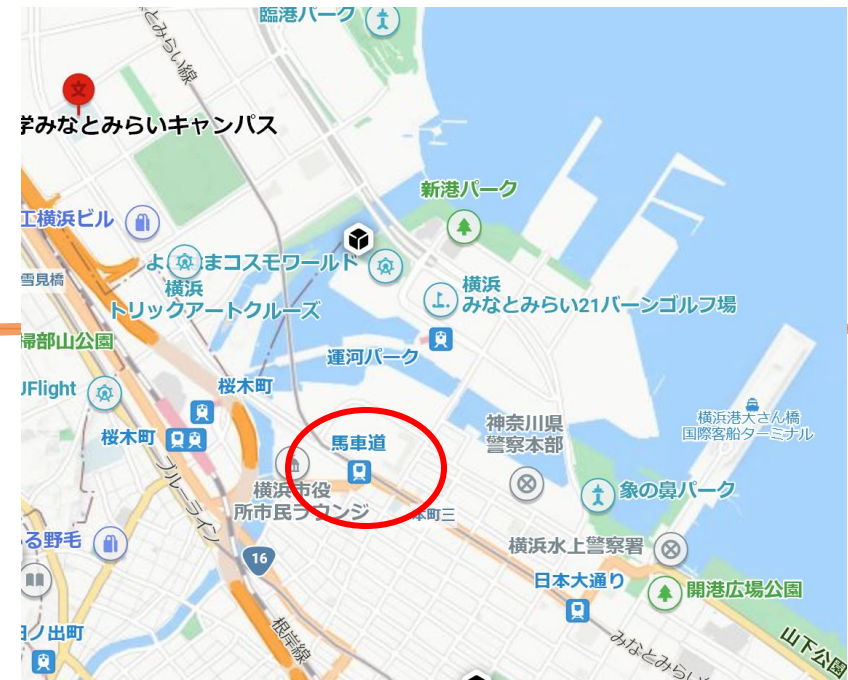 臨港パーク
みなとみらい線
文
学みなとみらいキャンパス
新港パーク
工横浜ビル
よ
まコスモワールド
雪見橋
横浜
トリックアートクルーズ
横浜
みなとみらい21バーンゴルフ場
掃部山公園
運河パーク
JFlight
桜木町
桜木町
馬車道
神奈川県
警察本部
横浜港大さん橋
国際客船ターミナル
横浜市役
所市民ラウンジ
本町三
象の鼻パーク
ブルーライン
る野毛
16
横浜水上警察署
日本大通り
開港広場公園
ノ出町
根岸線
みなとみらい
山下公園